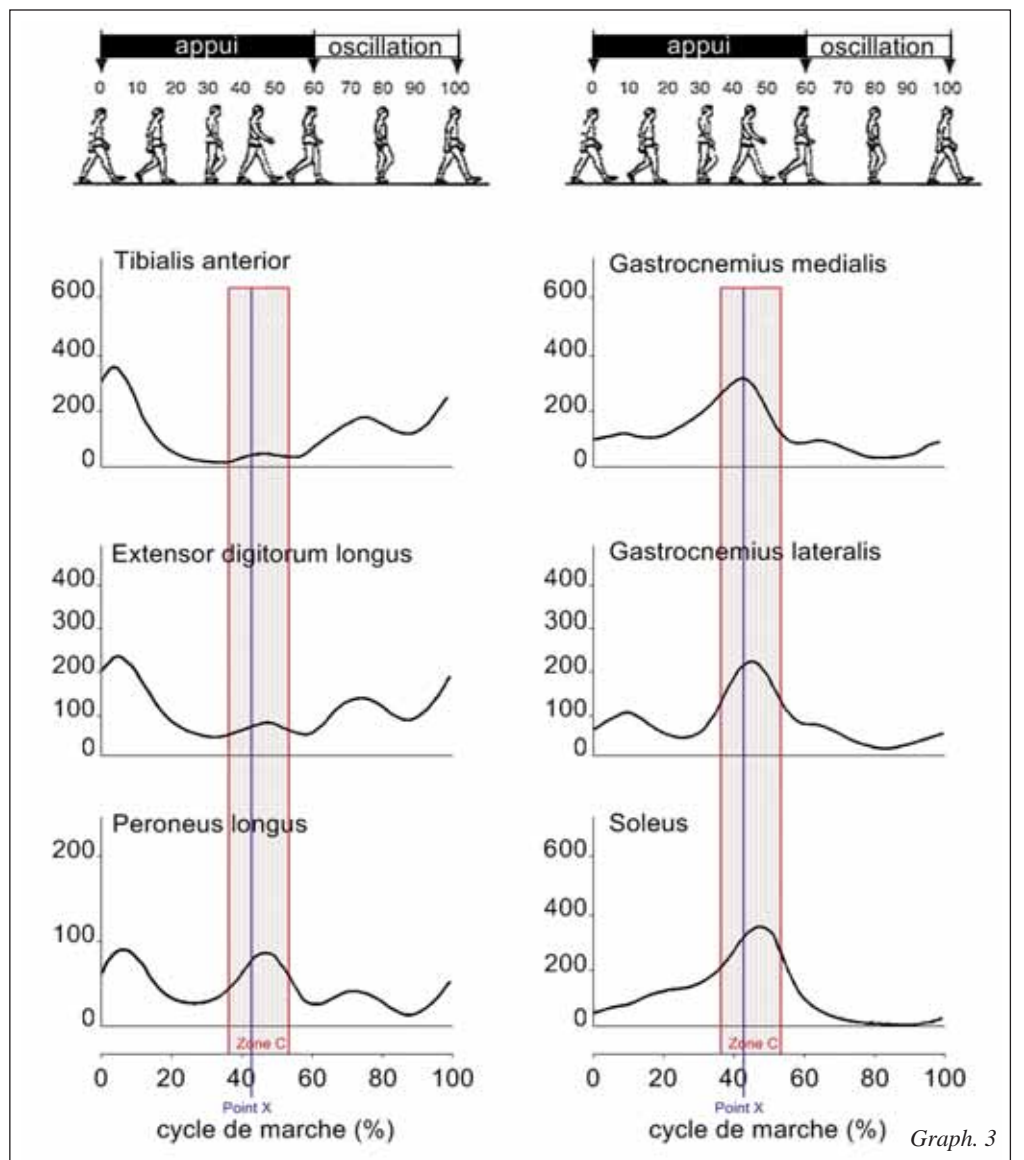 appui oscillation
0 10 20 30 40 50 60 70 80 90 100
appui oscillation
0 10 20 30 40 50 60 70 80 90 100
Tibialis anterior
600
400
200
0
Gastrocnemius medialis
600
400
200
0
Extensor digitorum longus
400
300
200
100
0
Gastrocnemius lateralis
400
300
200
100
0
Peroneus longus
200
100
0
Zone C
0 20 40 60 80 100
Point X
cycle de marche (%)
Soleus
600
400
200
0
Zone C
0 20 40 60 80 100
Point X
cycle de marche (%)
Graph. 3